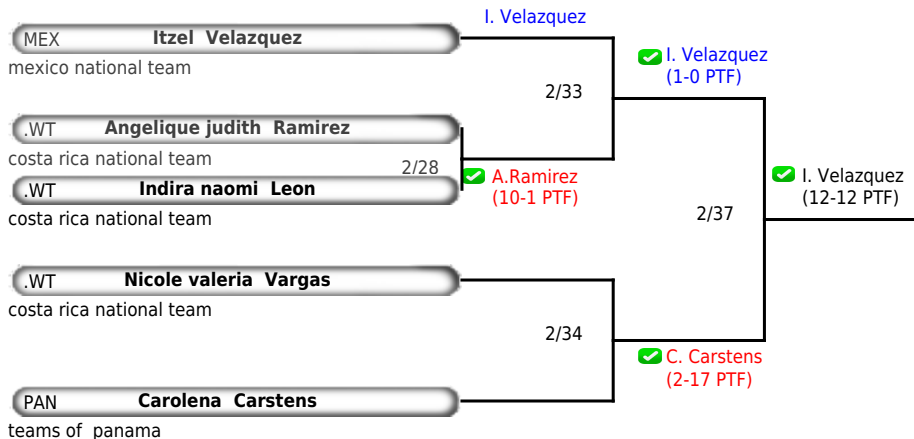 I. Velazquez
MEX Itzel Velazquez
mexico national team
I. Velazquez
(1-0 PTF)
2/33
.WT Angelique judith Ramirez
costa rica national team
2/28
A.Ramirez
(10-1 PTF)
.WT Indira naomi Leon
costa rica national team
I. Velazquez
(12-12 PTF)
2/37
.WT Nicole valeria Vargas
costa rica national team
2/34
C. Carstens
(2-17 PTF)
PAN Carolena Carstens
teams of panama